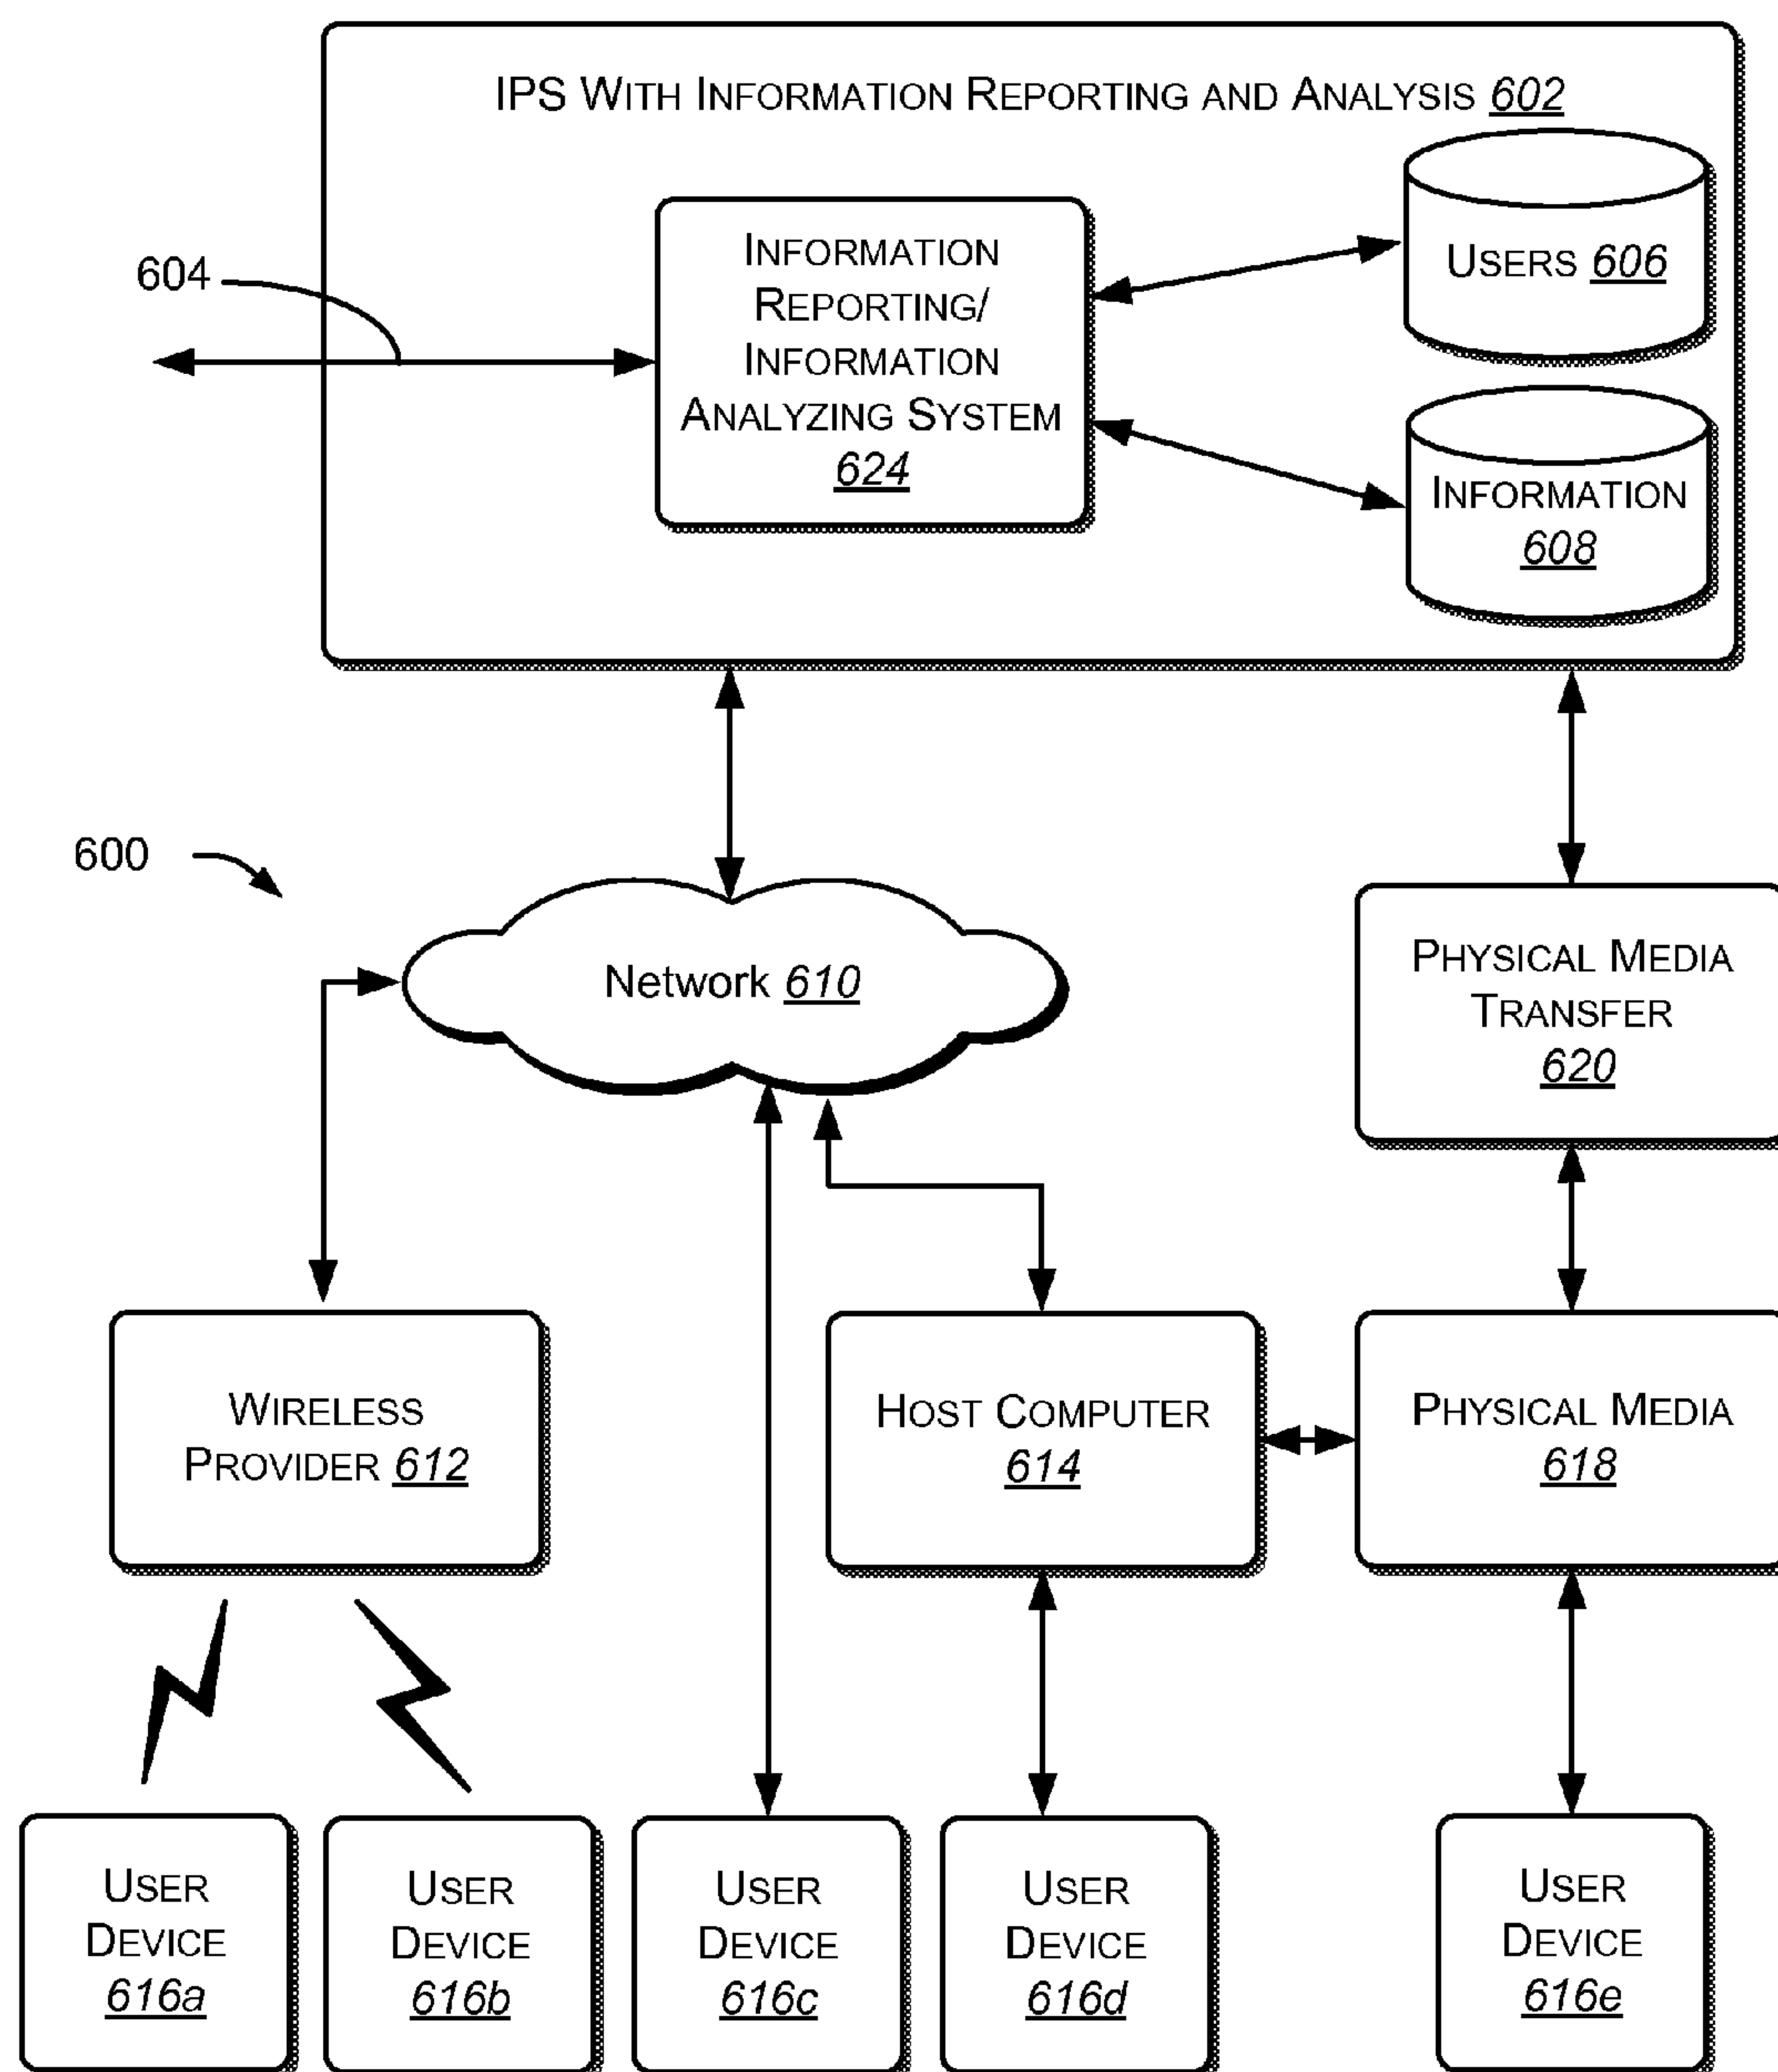 IPS WITH INFORMATION REPORTING AND ANALYSIS 602
604
INFORMATION
REPORTING/
INFORMATION
ANALYZING SYSTEM
624
USERS 606
INFORMATION
608
600
Network 610
PHYSICAL MEDIA
TRANSFER
620
WIRELESS
PROVIDER 612
HOST COMPUTER
614
PHYSICAL MEDIA
618
USER
DEVICE
616a
USER
DEVICE
616b
USER
DEVICE
616c
USER
DEVICE
616d
USER
DEVICE
616e